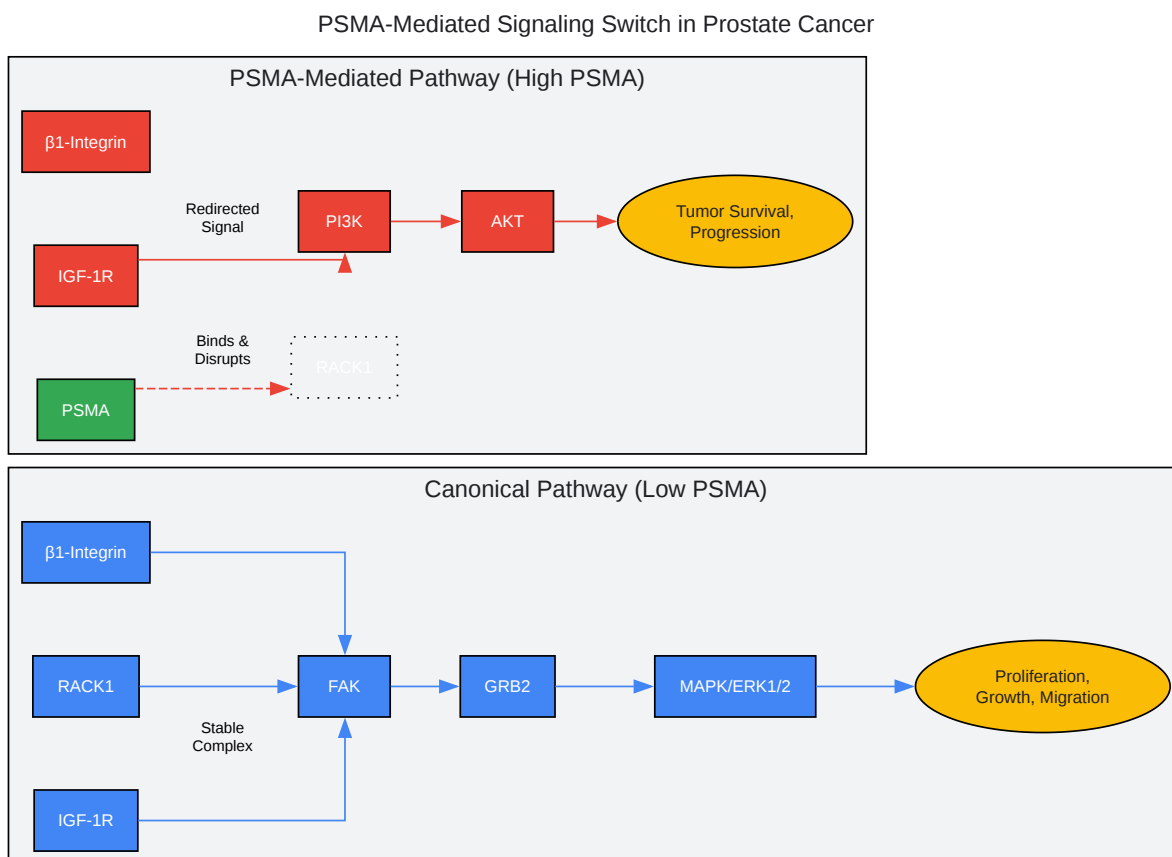 PSMA-Mediated Signaling Switch in Prostate Cancer
PSMA-Mediated Pathway (High PSMA)
β1-Integrin
Redirected
Signal
PI3K
AKT
Tumor Survival,
Progression
IGF-1R
Binds &
Disrupts
RACK1
PSMA
Canonical Pathway (Low PSMA)
β1-Integrin
RACK1
FAK
GRB2
MAPK/ERK1/2
Proliferation,
Growth, Migration
Stable
Complex
IGF-1R